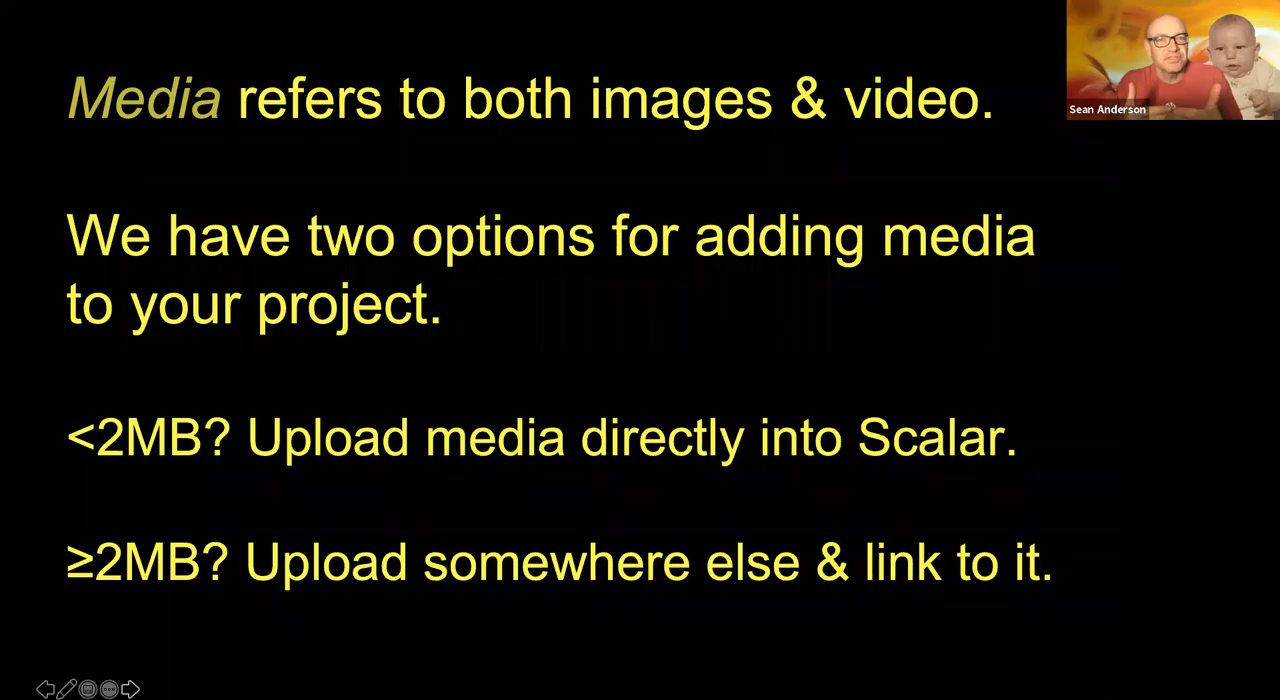 Media refers to both images & video.
We have two options for adding media
to your project.
<2MB? Upload media directly into Scalar.
≥2MB? Upload somewhere else & link to it.
Sean Anderson